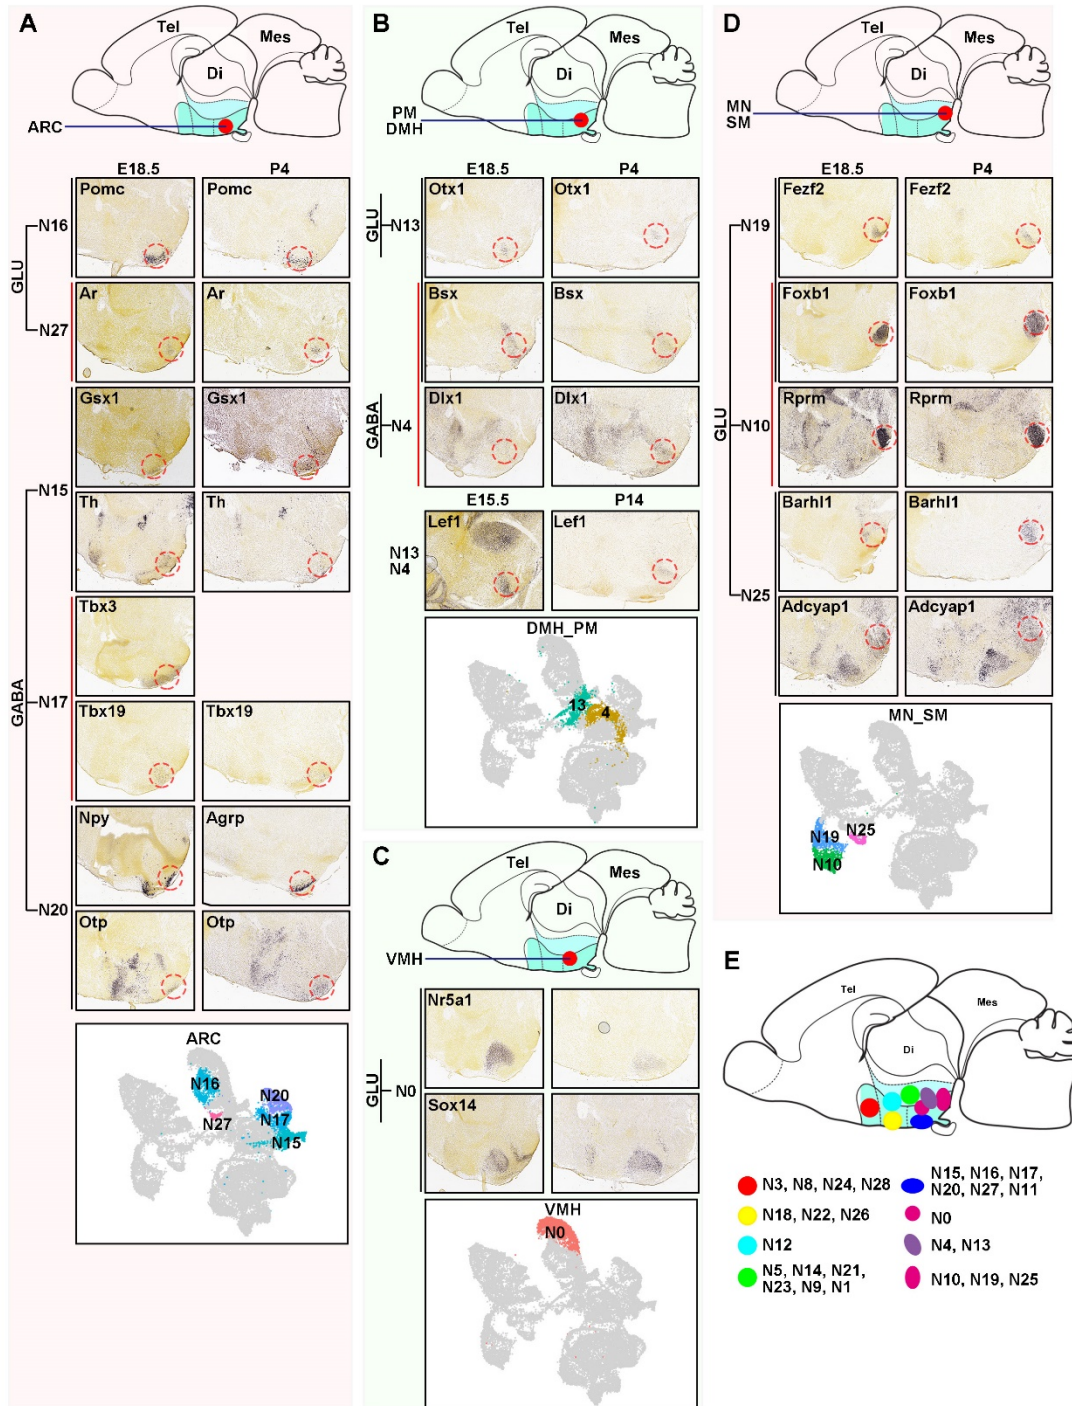 A
Tel
Mes
Di
ARC
E18.5
P4
Pomc
Pomc
N16
GLU
Ar
Ar
N27
Gsx1
Gsx1
N15
Th
Th
Tbx3
GABA
N17
Tbx19
Tbx19
Npy
Agrp
N20
Otp
Otp
ARC
N16
N20
N27
N17
N15
B
Tel
Mes
Di
PM
DMH
E18.5
P4
Otx1
Otx1
GLU
N13
Bsx
Bsx
Dlx1
Dlx1
GABA
N4
E15.5
P14
Lef1
Lef1
N13
N4
DMH_PM
13
4
C
Tel
Mes
Di
VMH
Nr5a1
GLU
N0
Sox14
VMH
N0
D
Tel
Mes
Di
MN
SM
E18.5
P4
Fezf2
Fezf2
N19
Foxb1
Foxb1
Rprm
Rprm
GLU
N10
Barhl1
Barhl1
N25
Adcyap1
Adcyap1
MN_SM
N19
N25
N10
E
Tel
Mes
Di
N3, N8, N24, N28
N18, N22, N26
N12
N5, N14, N21,
N23, N9, N1
N15, N16, N17,
N20, N27, N11
N0
N4, N13
N10, N19, N25